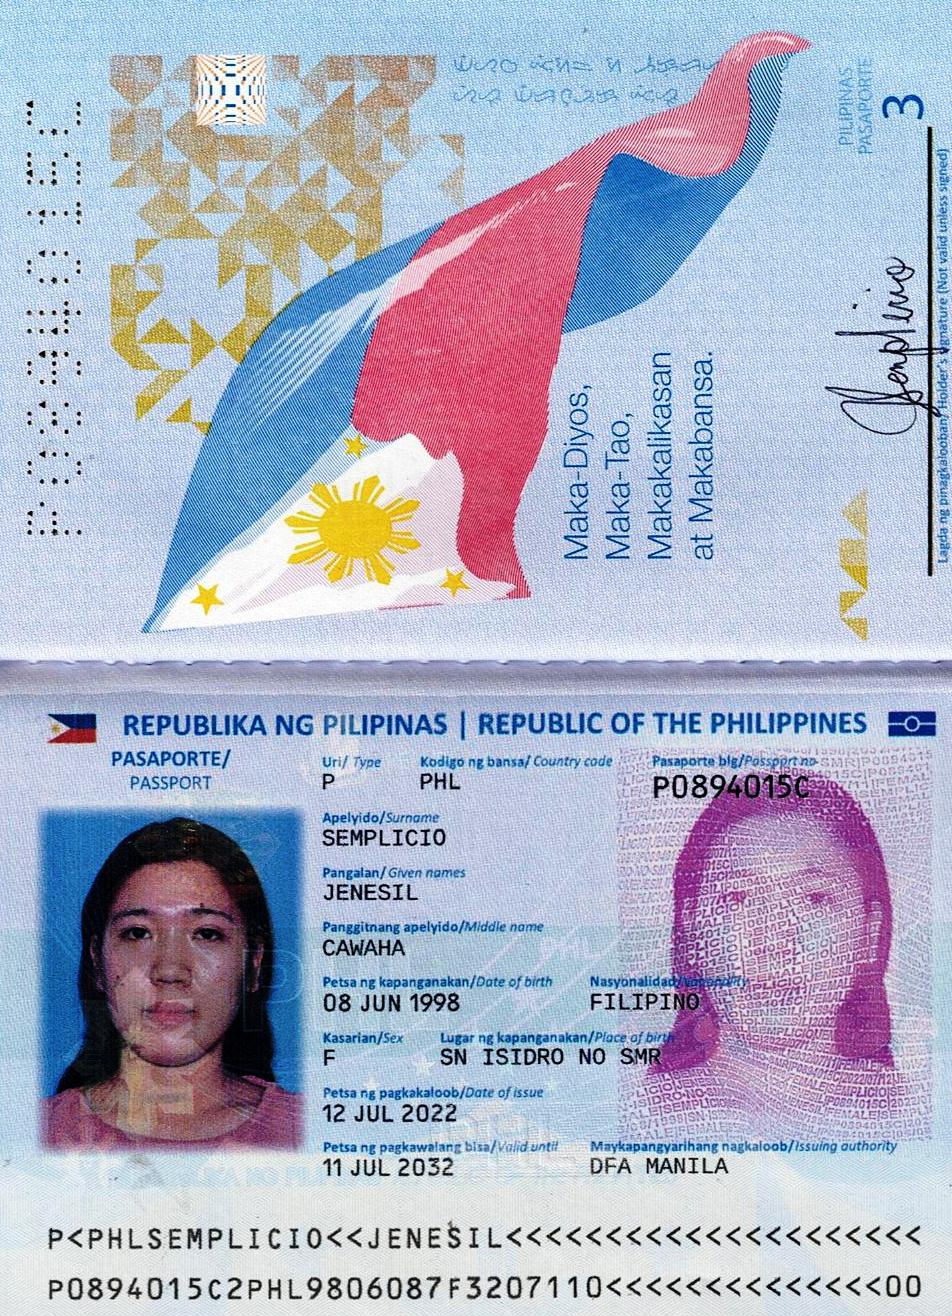 P0894015C
Maka-Diyos,
Maka-Tao,
Makakalikasan
at Makabansa.
PILIPINAS
PASAPORTE
3
Lagda ng pinagkalooban/ Holder's signature (Not valid unless signed)
REPUBLIKA NG PILIPINAS | REPUBLIC OF THE PHILIPPINES
PASAPORTE/
PASSPORT
Uri/ Type
P
Kodigo ng bansa/ Country code
PHL
Pasaporte blg/Passport no
P0894015C
Apelyido/Surname
SEMPLICIO
Pangalan/ Given names
JENESIL
Panggitnang apelyido/Middle name
CAWAHA
Petsa ng kapanganakan/Date of birth
08 JUN 1998
Nasyonalidad/Nationality
FILIPINO
Kasarian/Sex
F
Lugar ng kapanganakan/Place of birth
SN ISIDRO NO SMR
Petsa ng pagkakaloob/Date of issue
12 JUL 2022
Petsa ng pagkawalang bisa/Valid until
11 JUL 2032
Maykapangyarihang nagkaloob/Issuing authority
DFA MANILA
P<PHLSEMPLICIO<<JENESIL<<<<<<<<<<<<<<<<<<<<<
P0894015C2PHL9806087F3207110<<<<<<<<<<<<<<00